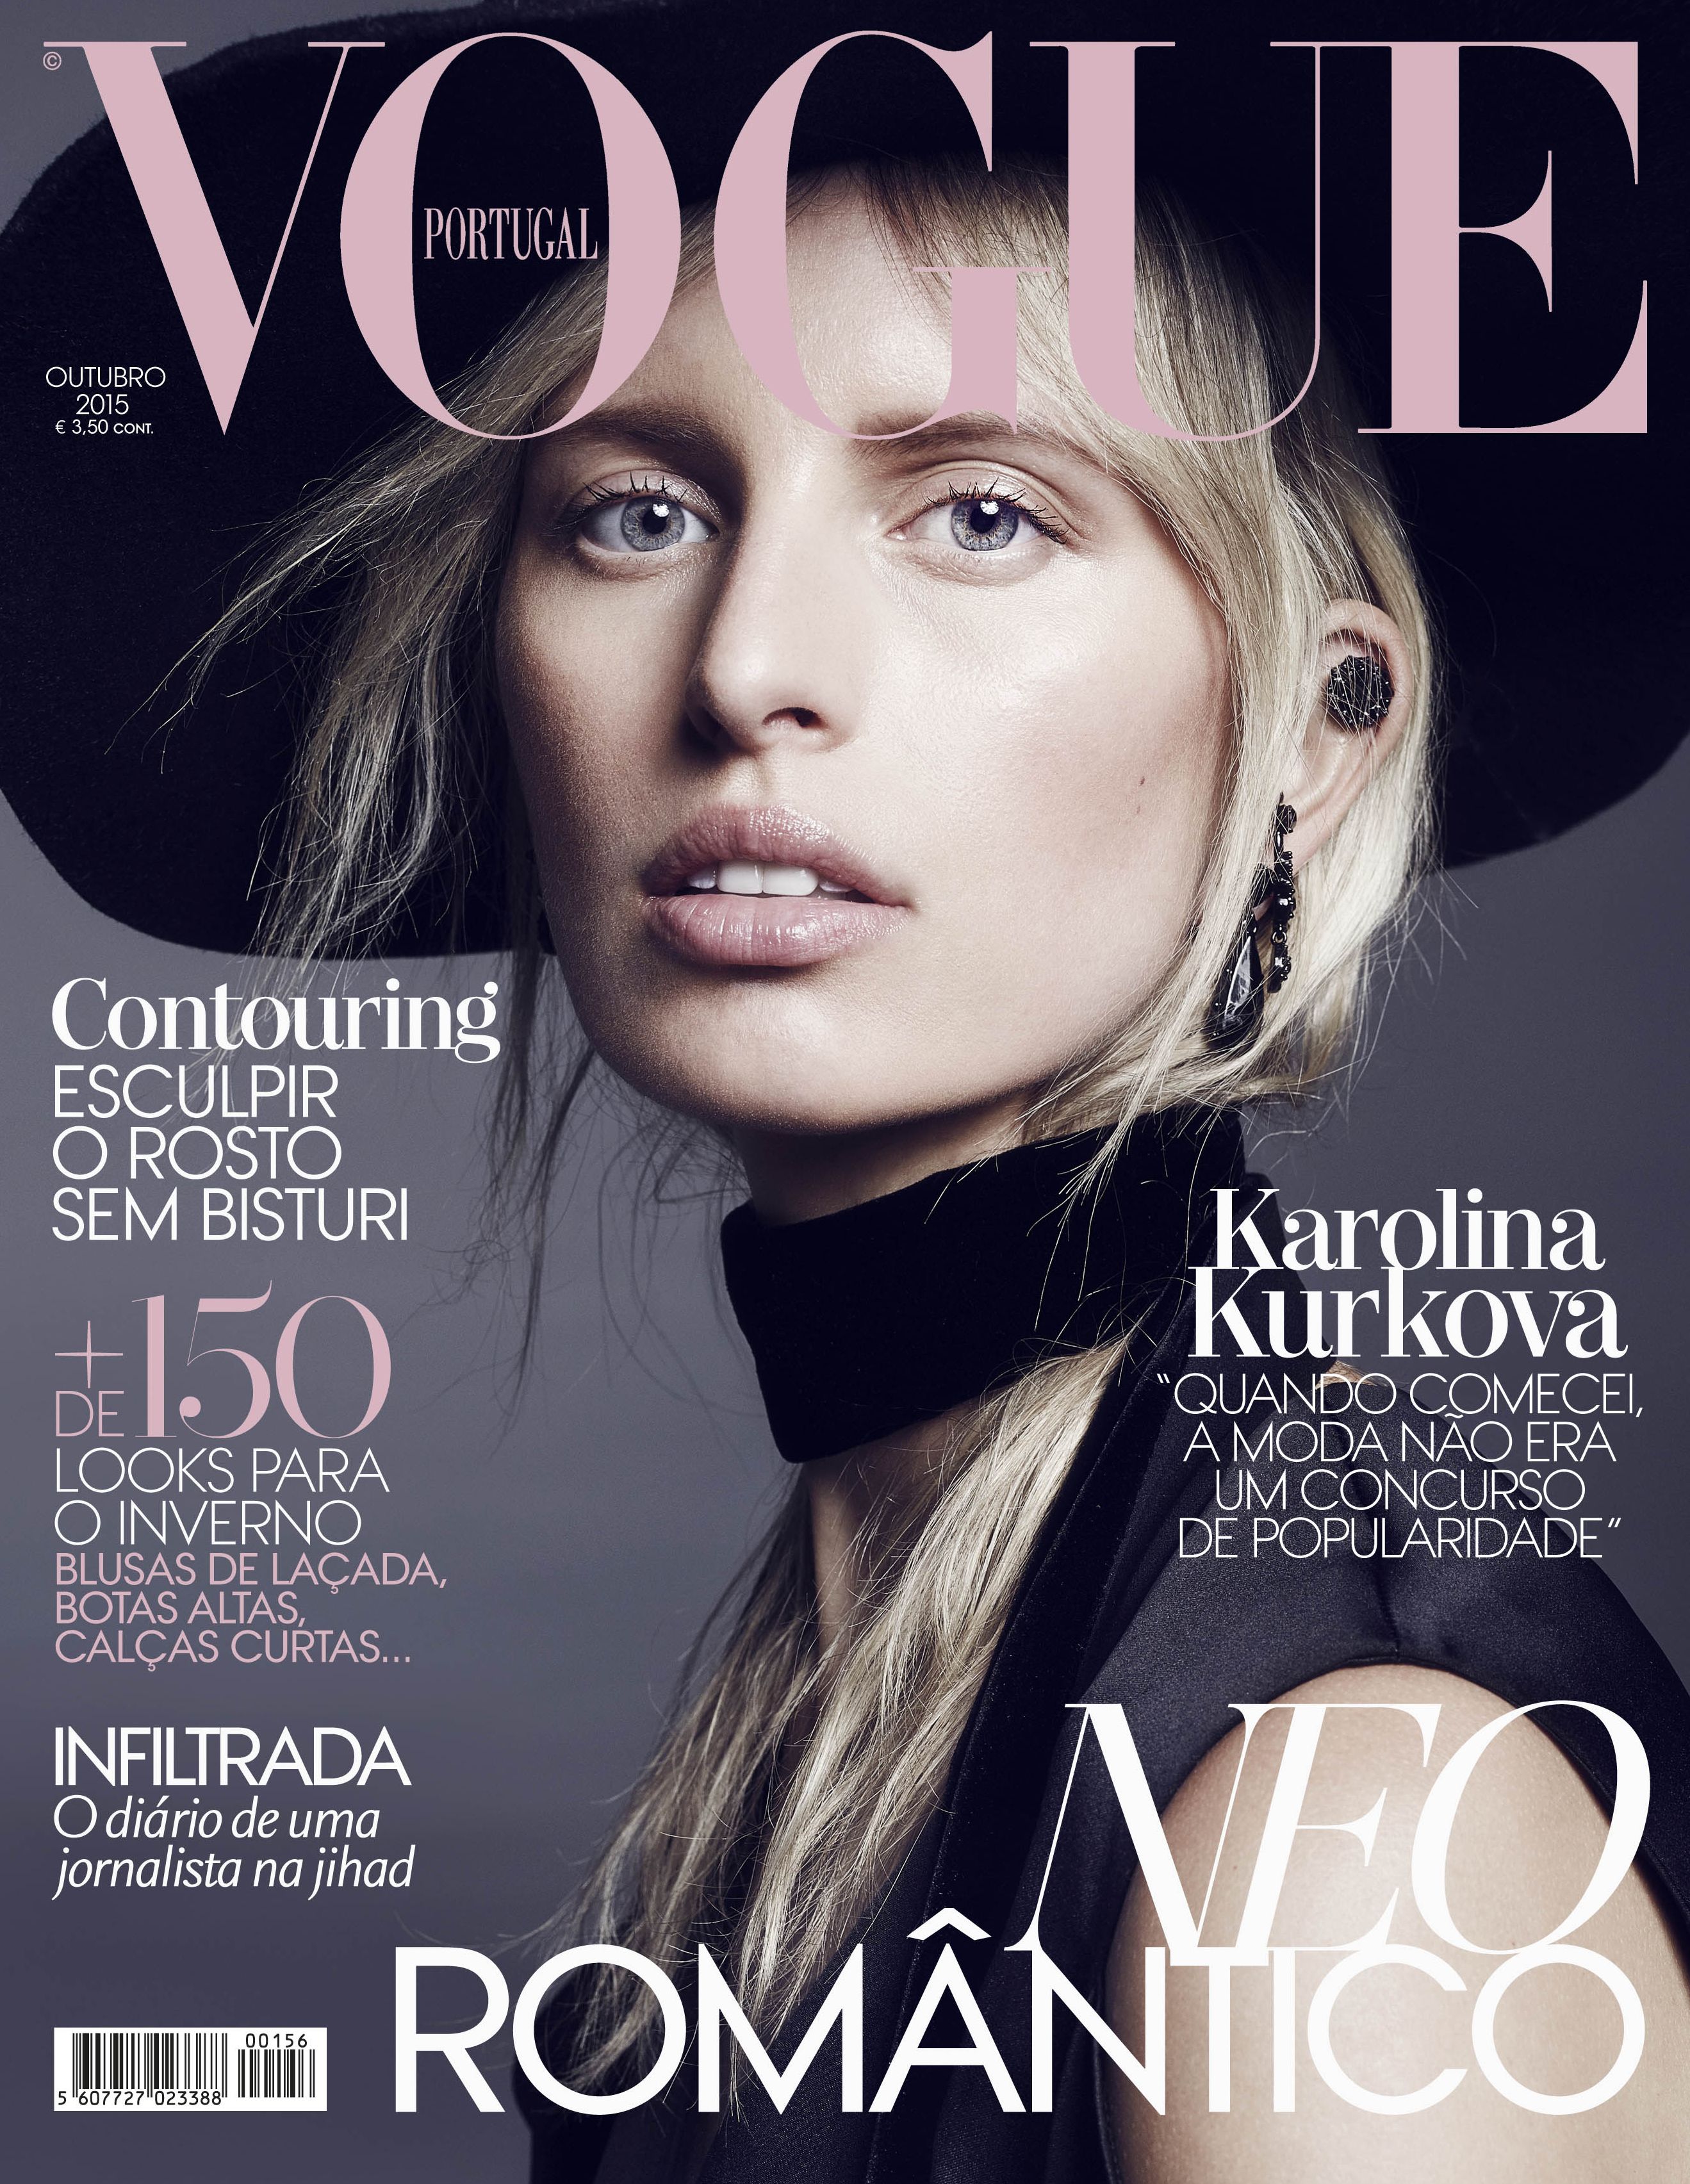 ©
VOGUE
PORTUGAL
OUTUBRO
2015
€ 3,50 CONT.
Contouring
ESCULPIR
O ROSTO
SEM BISTURI
+ DE 150
LOOKS PARA
O INVERNO
BLUSAS DE LAÇADA,
BOTAS ALTAS,
CALÇAS CURTAS...
INFILTRADA
O diário de uma
jornalista na jihad
Karolina
Kurkova
“QUANDO COMECEI,
A MODA NÃO ERA
UM CONCURSO
DE POPULARIDADE”
NEO
ROMÂNTICO
00156
5 607727 023388